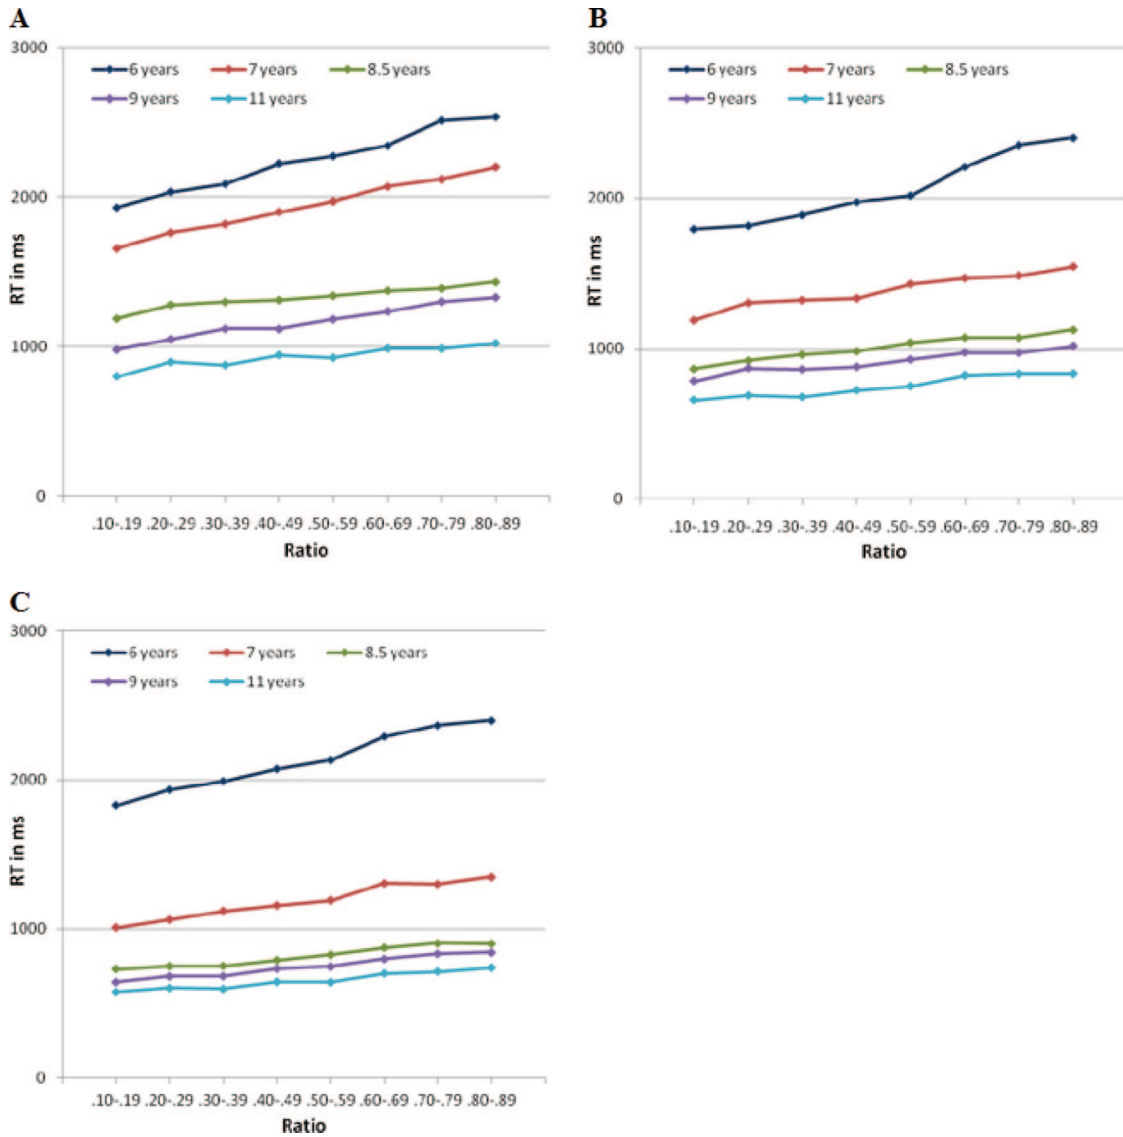 A
3000
6 years 7 years 8.5 years
9 years 11 years
2000
RT in ms
1000
0
.10-.19 .20-.29 .30-.39 .40-.49 .50-.59 .60-.69 .70-.79 .80-.89
Ratio
B
3000
6 years 7 years 8.5 years
9 years 11 years
2000
RT in ms
1000
0
.10-.19 .20-.29 .30-.39 .40-.49 .50-.59 .60-.69 .70-.79 .80-.89
Ratio
C
3000
6 years 7 years 8.5 years
9 years 11 years
2000
RT in ms
1000
0
.10-.19 .20-.29 .30-.39 .40-.49 .50-.59 .60-.69 .70-.79 .80-.89
Ratio